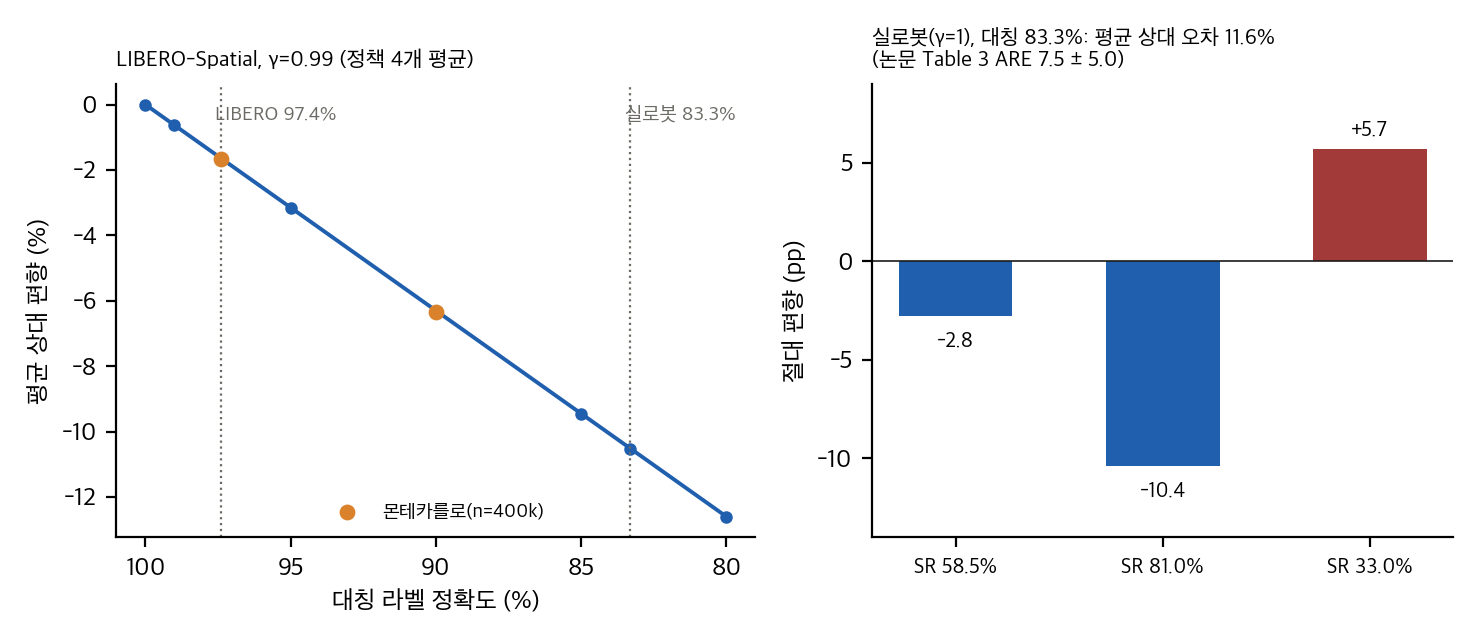 LIBERO-Spatial, γ=0.99 (정책 4개 평균)
LIBERO 97.4%
실로봇 83.3%
0
-2
-4
-6
-8
-10
-12
평균 상대 편향 (%)
몬테카를로(n=400k)
100
95
90
85
80
대칭 라벨 정확도 (%)
실로봇(γ=1), 대칭 83.3%: 평균 상대 오차 11.6%
(논문 Table 3 ARE 7.5 ± 5.0)
5
0
-5
-10
절대 편향 (pp)
-2.8
-10.4
+5.7
SR 58.5%
SR 81.0%
SR 33.0%